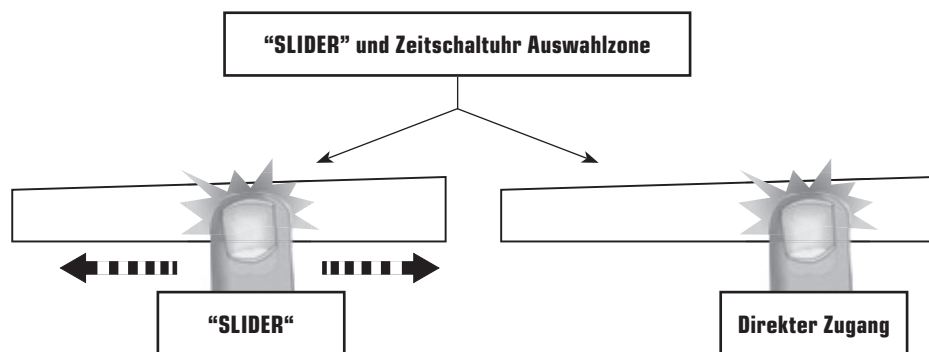 “SLIDER” und Zeitschaltuhr Auswahlzone
“SLIDER“
Direkter Zugang